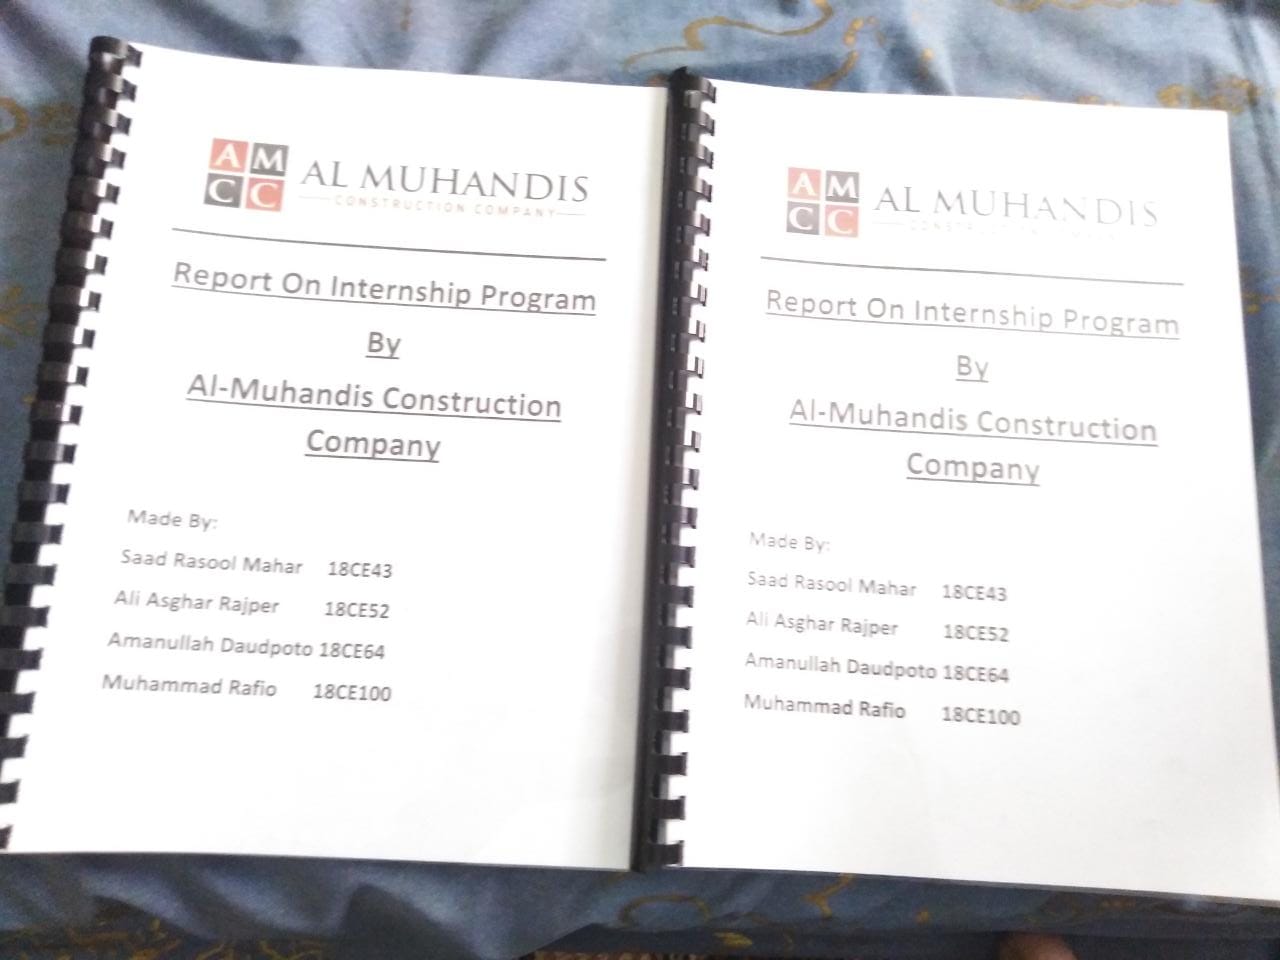 AM
CC
AL MUHANDIS
CONSTRUCTION COMPANY
Report On Internship Program
By
Al-Muhandis Construction
Company
Made By:
Saad Rasool Mahar 18CE43
Ali Asghar Rajper 18CE52
Amanullah Daudpoto 18CE64
Muhammad Rafio 18CE100
AM
CC
AL MUHANDIS
CONSTRUCTION
Report On Internship Program
By
Al-Muhandis Construction
Company
Made By:
Saad Rasool Mahar 18CE43
Ali Asghar Rajper 18CE52
Amanullah Daudpoto 18CE64
Muhammad Rafio 18CE100